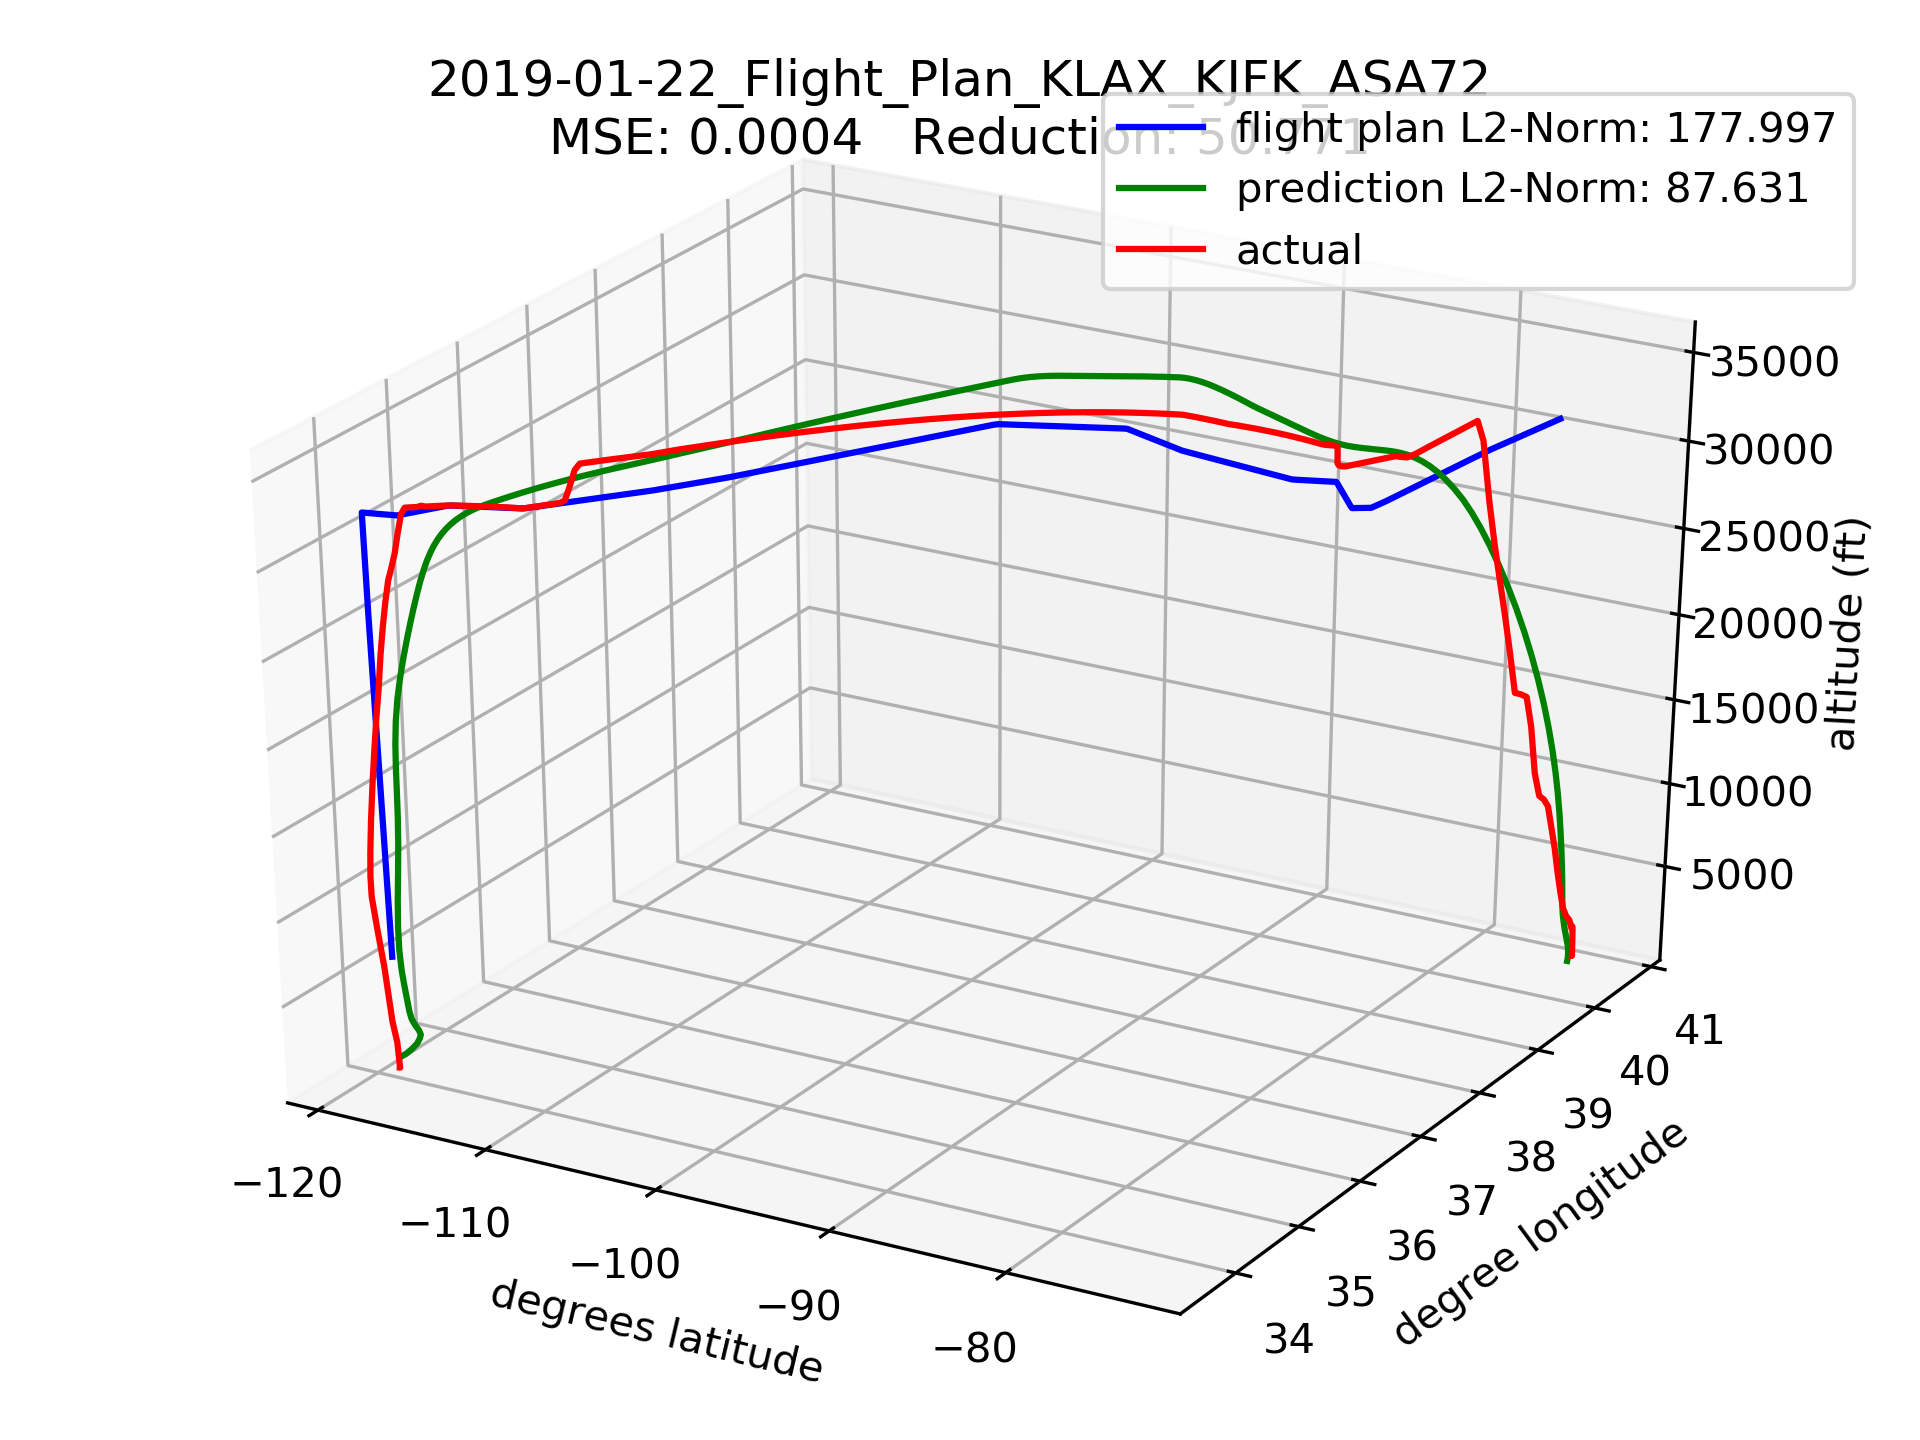 2019-01-22_Flight_Plan_KLAX_KJFK_ASA72
MSE: 0.0004 Reduction: 50.771
flight plan L2-Norm: 177.997
prediction L2-Norm: 87.631
actual
35000
30000
25000
20000
15000
10000
5000
altitude (ft)
41
40
39
38
37
36
35
34
degree longitude
−120
−110
−100
−90
−80
degrees latitude